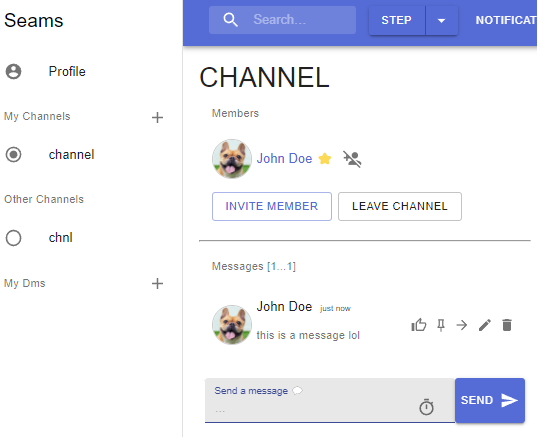 Seams
Search...
STEP
NOTIFICAT
Profile
My Channels
channel
Other Channels
chnl
My Dms
CHANNEL
Members
John Doe
INVITE MEMBER
LEAVE CHANNEL
Messages [1...1]
John Doe just now
this is a message lol
Send a message
...
SEND